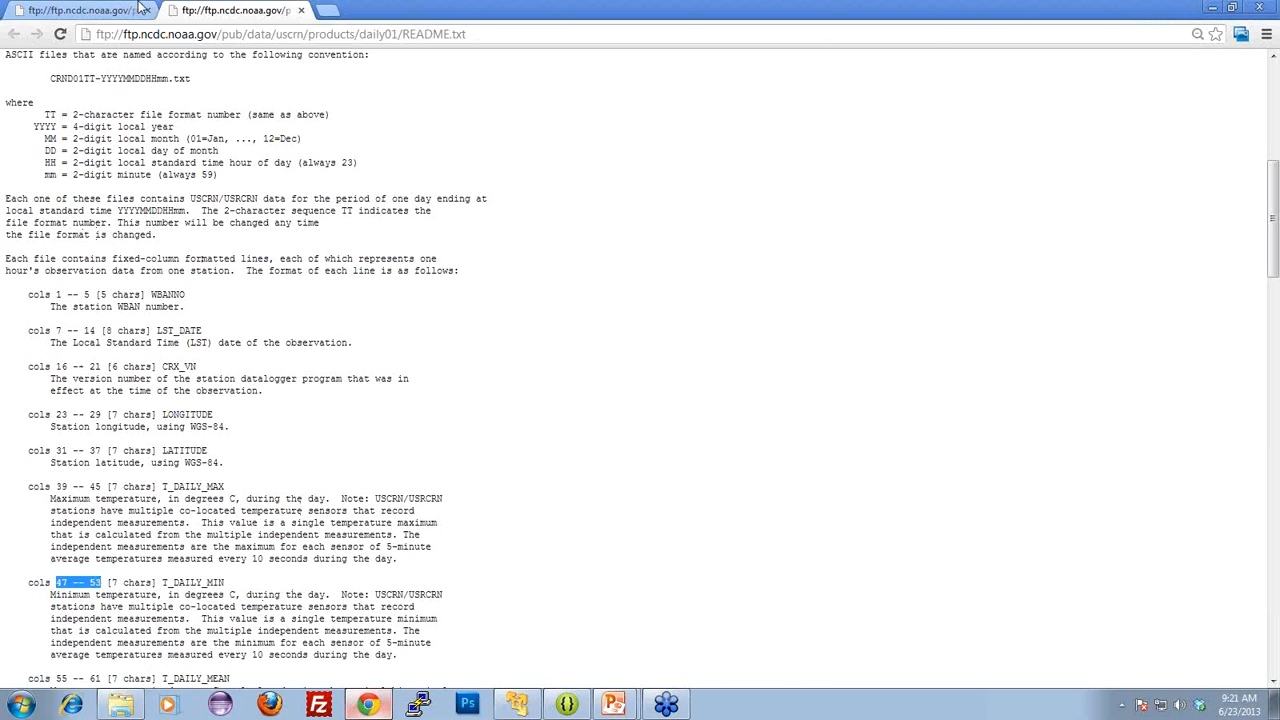 ftp://ftp.ncdc.noaa.gov/p
ftp://ftp.ncdc.noaa.gov/p
ftp://ftp.ncdc.noaa.gov/pub/data/uscrn/products/daily01/README.txt
ASCII files that are named according to the following convention:
CRND01TT-YYYYMMDDHHmm.txt
where
TT = 2-character file format number (same as above)
YYYY = 4-digit local year
MM = 2-digit local month (01=Jan, ..., 12=Dec)
DD = 2-digit local day of month
HH = 2-digit local standard time hour of day (always 23)
mm = 2-digit minute (always 59)
Each one of these files contains USCRN/USRCRN data for the period of one day ending at
local standard time YYYYMMDDHHmm. The 2-character sequence TT indicates the
file format number. This number will be changed any time
the file format is changed.
Each file contains fixed-column formatted lines, each of which represents one
hour's observation data from one station. The format of each line is as follows:
cols 1 -- 5 [5 chars] WBANNO
The station WBAN number.
cols 7 -- 14 [8 chars] LST_DATE
The Local Standard Time (LST) date of the observation.
cols 16 -- 21 [6 chars] CRX_VN
The version number of the station datalogger program that was in
effect at the time of the observation.
cols 23 -- 29 [7 chars] LONGITUDE
Station longitude, using WGS-84.
cols 31 -- 37 [7 chars] LATITUDE
Station latitude, using WGS-84.
cols 39 -- 45 [7 chars] T_DAILY_MAX
Maximum temperature, in degrees C, during the day. Note: USCRN/USRCRN
stations have multiple co-located temperature sensors that record
independent measurements. This value is a single temperature maximum
that is calculated from the multiple independent measurements. The
independent measurements are the maximum for each sensor of 5-minute
average temperatures measured every 10 seconds during the day.
cols 47 -- 53 [7 chars] T_DAILY_MIN
Minimum temperature, in degrees C, during the day. Note: USCRN/USRCRN
stations have multiple co-located temperature sensors that record
independent measurements. This value is a single temperature minimum
that is calculated from the multiple independent measurements. The
independent measurements are the minimum for each sensor of 5-minute
average temperatures measured every 10 seconds during the day.
cols 55 -- 61 [7 chars] T_DAILY_MEAN
Ps
9:21 AM
6/23/2013